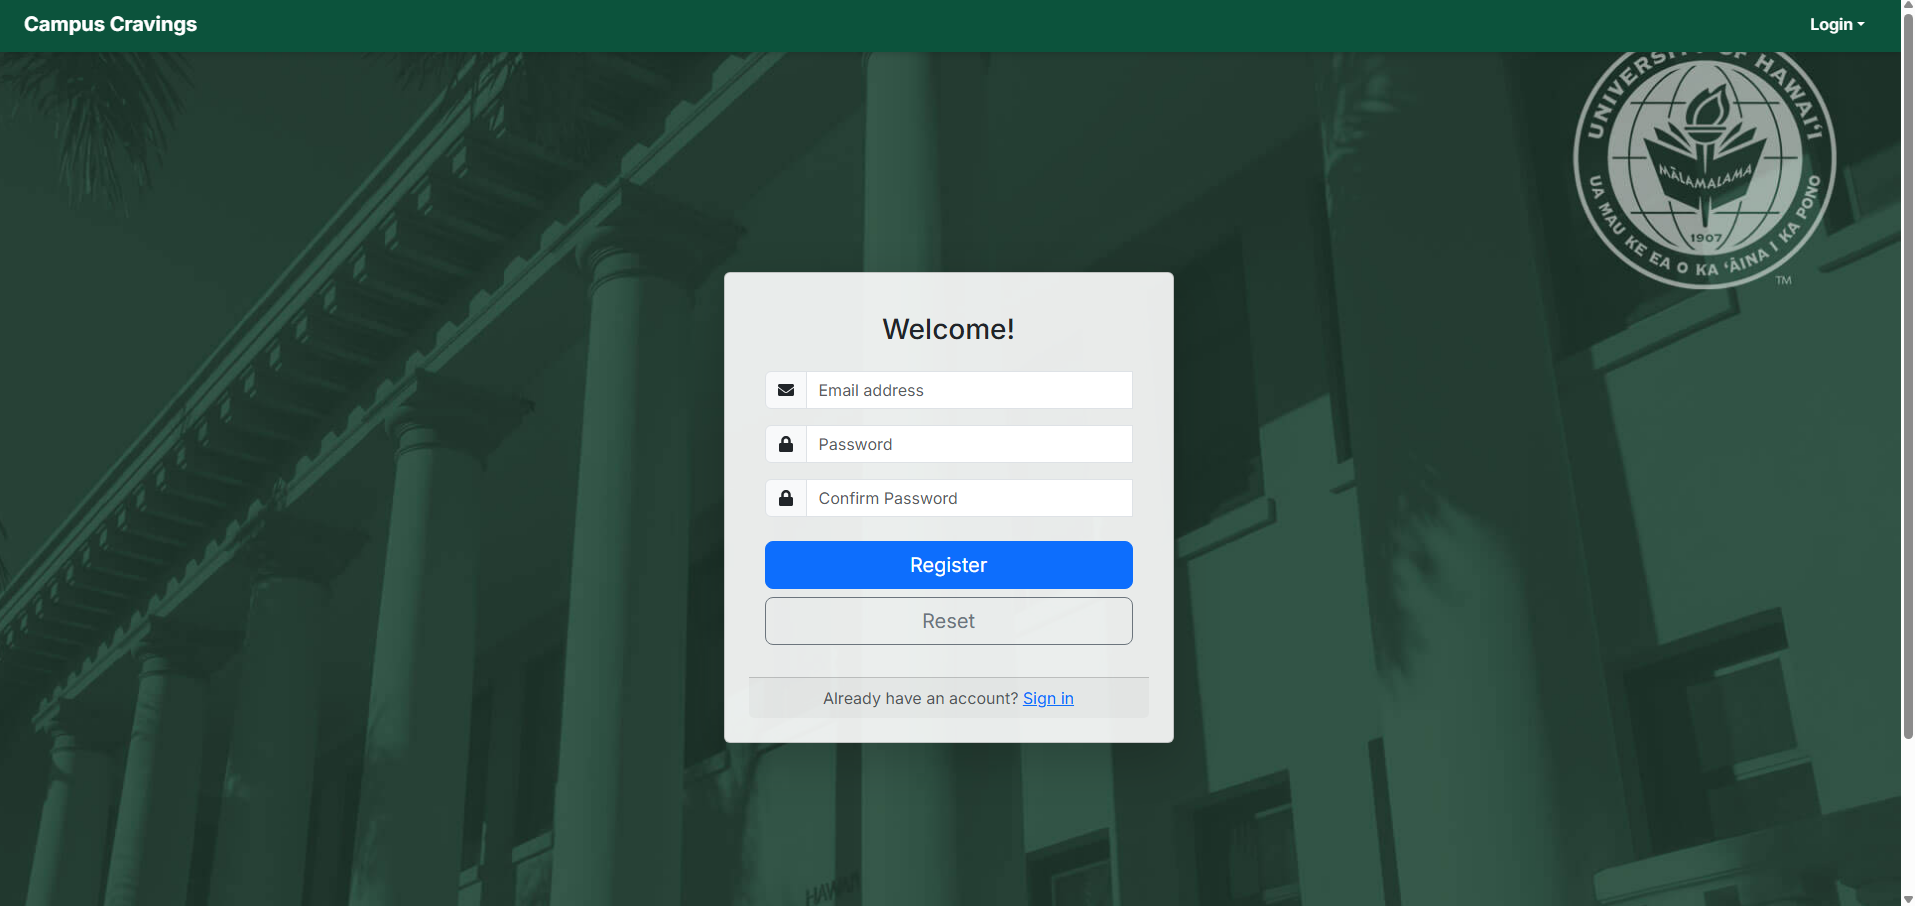 Campus Cravings
Login
UNIVERSITY OF HAWAI‘I
MĀLAMALAMA
1907
UA MAU KE EA O KA ‘ĀINA I KA PONO
TM
Welcome!
Email address
Password
Confirm Password
Register
Reset
Already have an account? Sign in
HAWAII